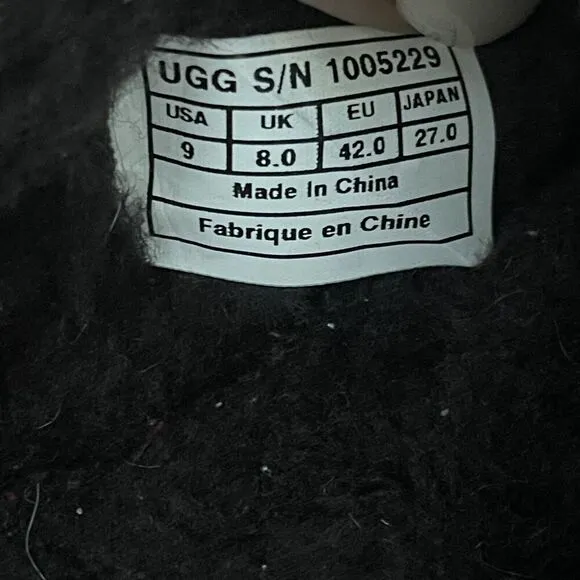 UGG S/N 1005229
USA UK EU JAPAN
9 8.0 42.0 27.0
Made In China
Fabrique en Chine